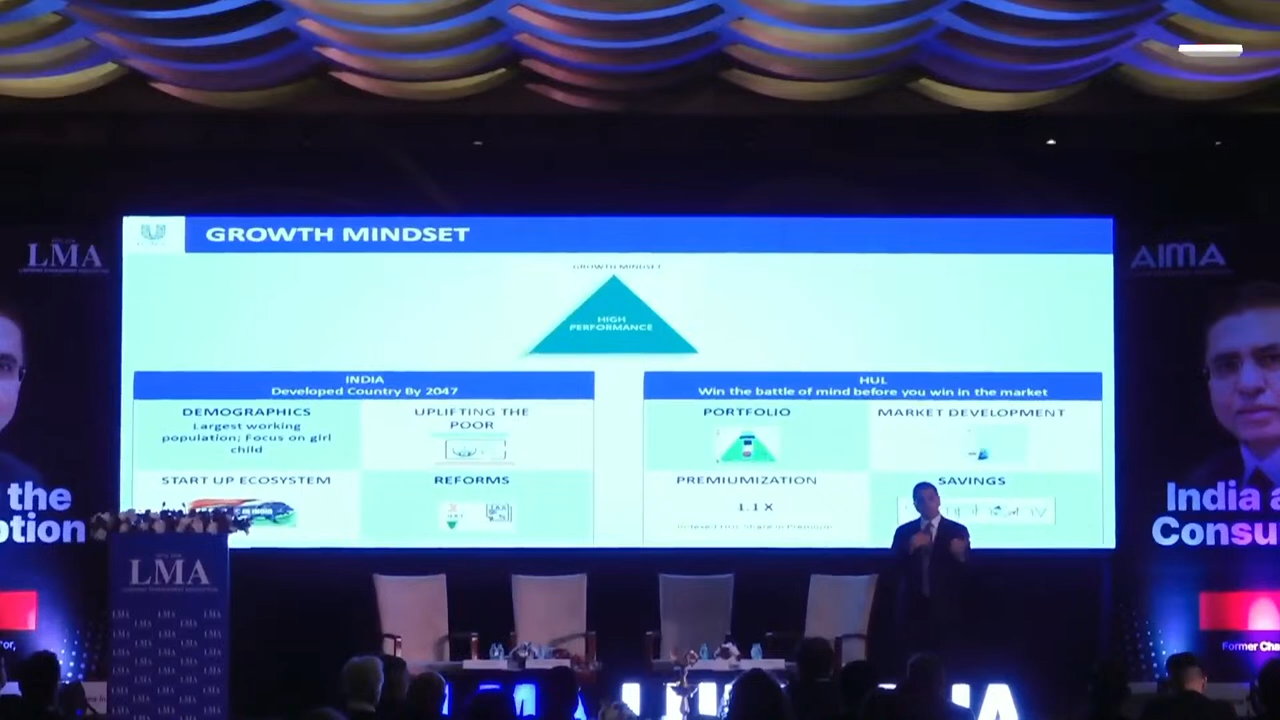 LMA
AIMA
GROWTH MINDSET
GROWTH MINDSET
HIGH
PERFORMANCE
INDIA
Developed Country By 2047
DEMOGRAPHICS
Largest working
population; Focus on girl
child
UPLIFTING THE
POOR
START UP ECOSYSTEM
REFORMS
HUL
Win the battle of mind before you win in the market
PORTFOLIO
MARKET DEVELOPMENT
PREMIUMIZATION
1.1 X
SAVINGS
the
ption
India a
Consu
Former Cha
LMA